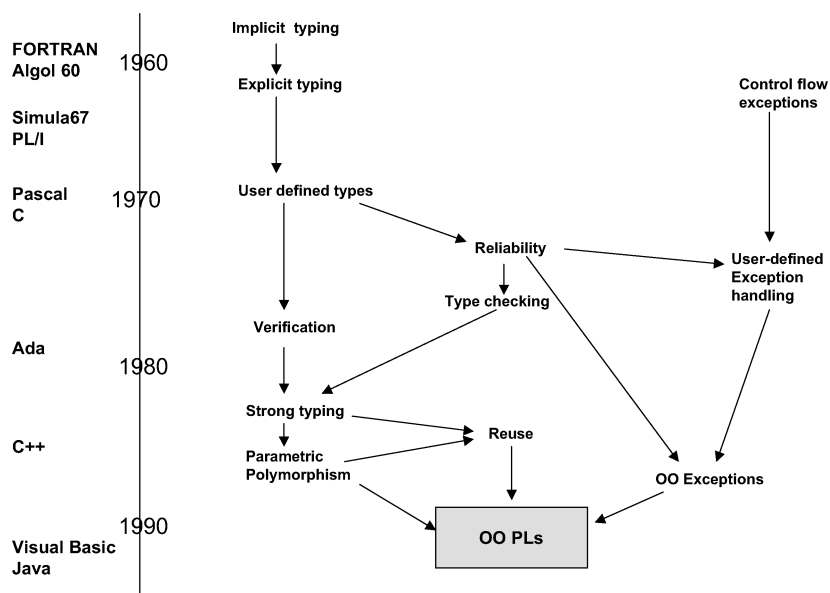 Implicit typing
FORTRAN
Algol 60
1960
Explicit typing
Control flow
exceptions
Simula67
PL/I
Pascal
C
1970
User defined types
Reliability
User-defined
Exception
handling
Type checking
Verification
Ada
1980
Strong typing
Reuse
C++
Parametric
Polymorphism
OO Exceptions
1990
OO PLs
Visual Basic
Java